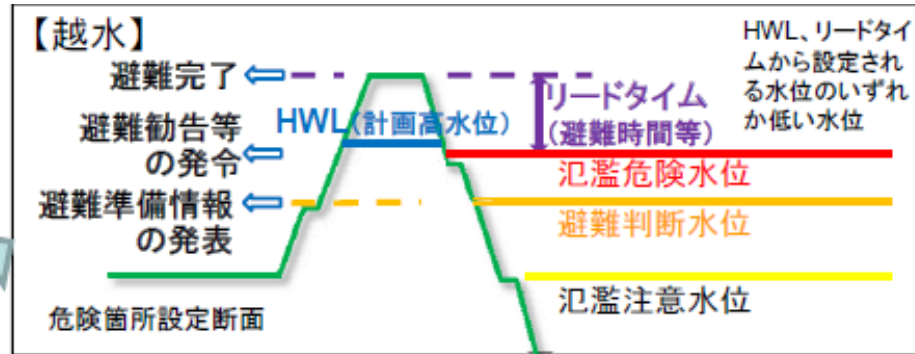 【越水】
避難完了
避難勧告等
の発令
避難準備情報
の発表
危険箇所設定断面
HWL(計画高水位)
リードタイム
(避難時間等)
HWL、リードタイ
ムから設定され
る水位のいずれ
か低い水位
氾濫危険水位
避難判断水位
氾濫注意水位